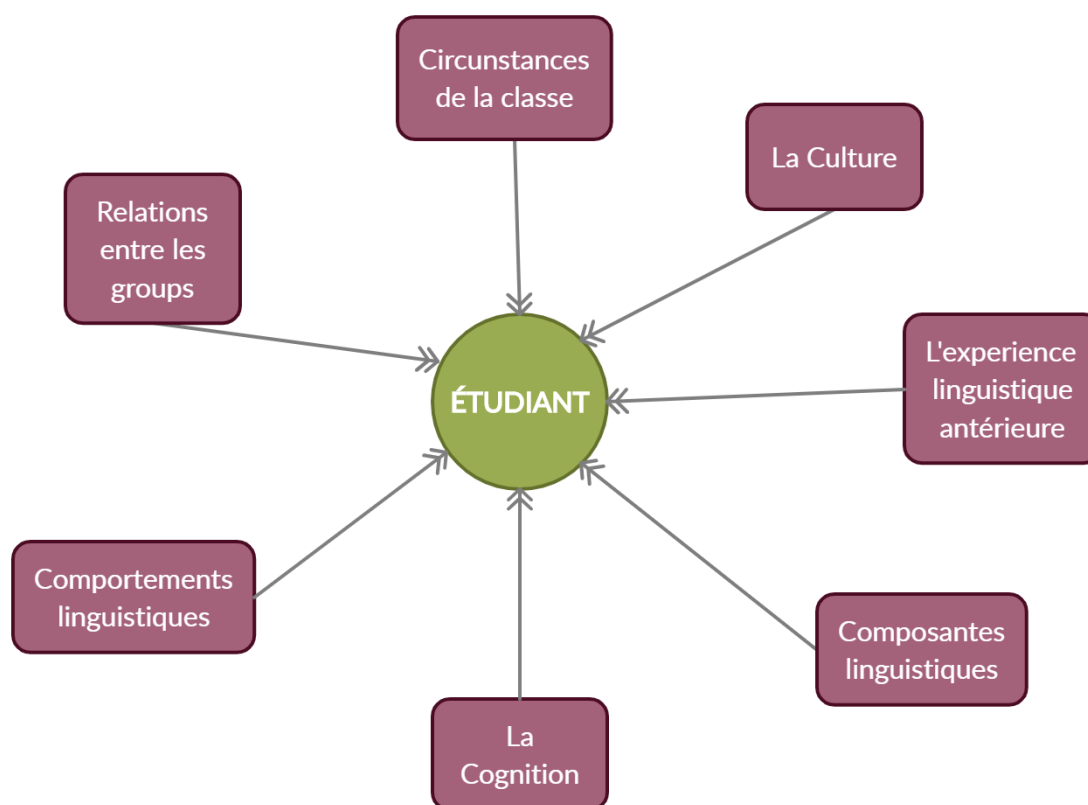 Circunstances
de la classe
La Culture
Relations
entre les
groups
L'experience
linguistique
antérieure
ÉTUDIANT
Comportements
linguistiques
Composantes
linguistiques
La
Cognition